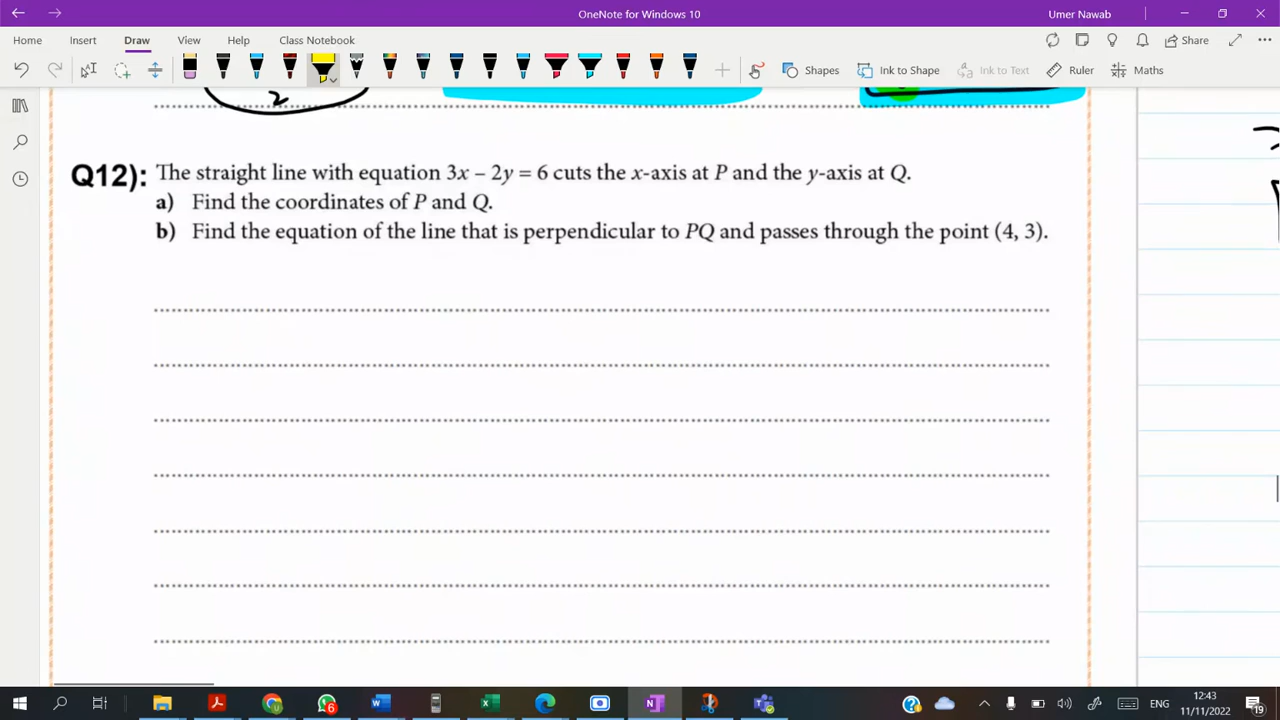 OneNote for Windows 10
Umer Nawab
Home Insert Draw View Help Class Notebook
Share
Shapes Ink to Shape Ink to Text Ruler Maths
2
Q12): The straight line with equation 3x – 2y = 6 cuts the x-axis at P and the y-axis at Q.
a) Find the coordinates of P and Q.
b) Find the equation of the line that is perpendicular to PQ and passes through the point (4, 3).
6
ENG
12:43
11/11/2022
19